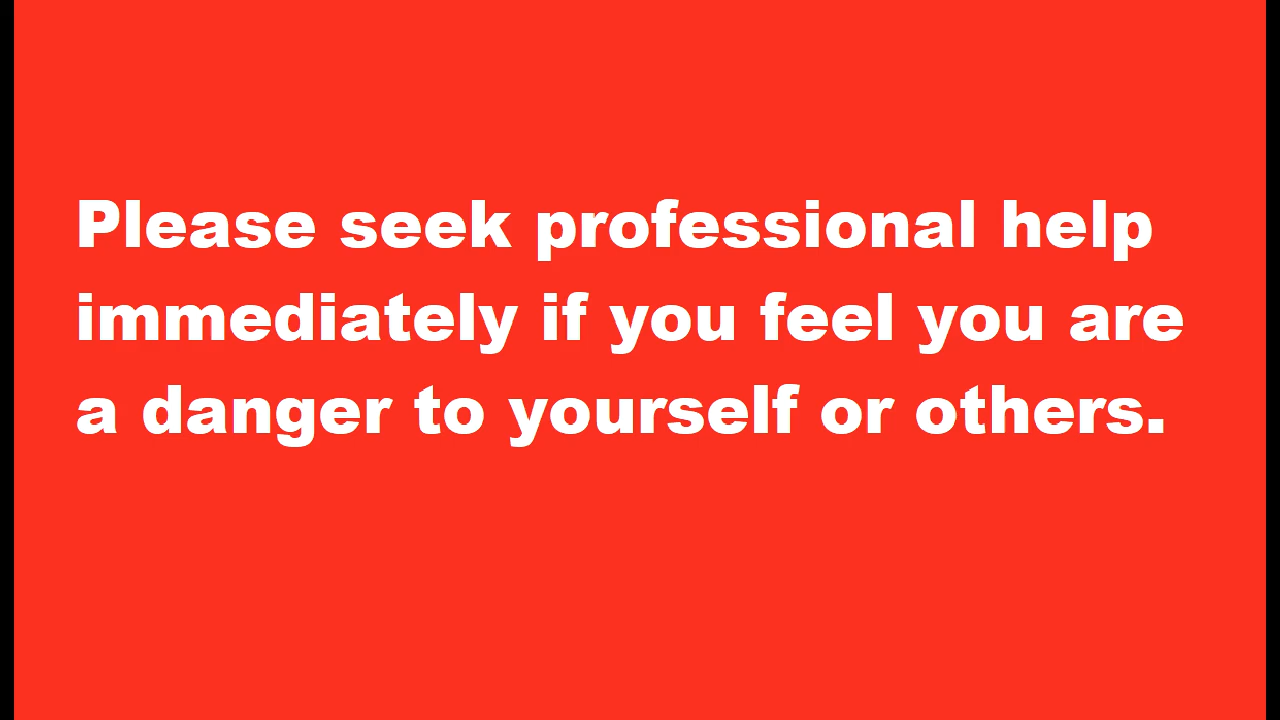 Please seek professional help
immediately if you feel you are
a danger to yourself or others.